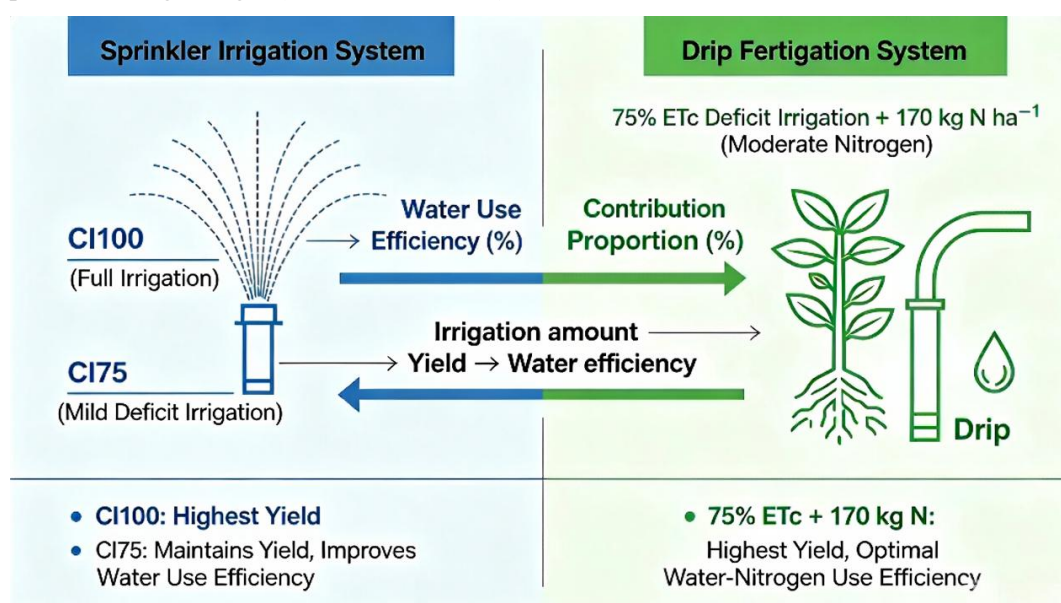 Sprinkler Irrigation System
Drip Fertigation System
75% ETc Deficit Irrigation + 170 kg N ha⁻¹
(Moderate Nitrogen)
CI100
(Full Irrigation)
Water Use
Efficiency (%)
Contribution
Proportion (%)
Irrigation amount
Yield → Water efficiency
CI75
(Mild Deficit Irrigation)
Drip
• CI100: Highest Yield
• CI75: Maintains Yield, Improves
Water Use Efficiency
• 75% ETc + 170 kg N:
Highest Yield, Optimal
Water-Nitrogen Use Efficiency